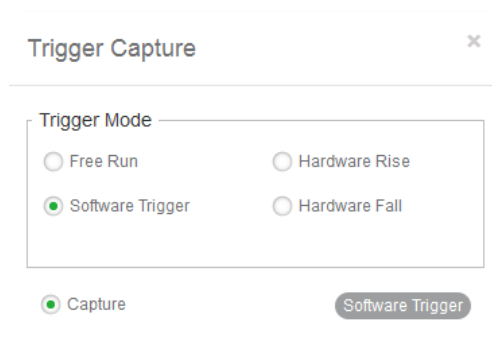 Trigger Capture
Trigger Mode
Free Run
Hardware Rise
Software Trigger
Hardware Fall
Capture
Software Trigger